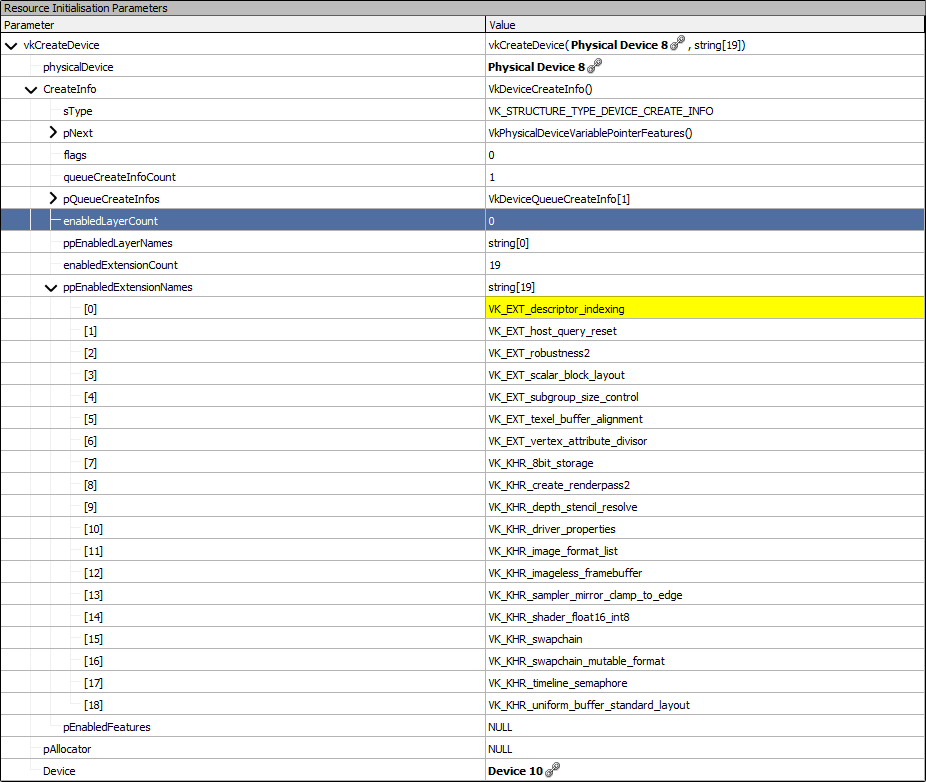 Resource Initialisation Parameters
Parameter Value
vkCreateDevice vkCreateDevice( Physical Device 8 , string[19])
physicalDevice Physical Device 8
CreateInfo VkDeviceCreateInfo()
sType VK_STRUCTURE_TYPE_DEVICE_CREATE_INFO
pNext VkPhysicalDeviceVariablePointerFeatures()
flags 0
queueCreateInfoCount 1
pQueueCreateInfos VkDeviceQueueCreateInfo[1]
enabledLayerCount 0
ppEnabledLayerNames string[0]
enabledExtensionCount 19
ppEnabledExtensionNames string[19]
[0] VK_EXT_descriptor_indexing
[1] VK_EXT_host_query_reset
[2] VK_EXT_robustness2
[3] VK_EXT_scalar_block_layout
[4] VK_EXT_subgroup_size_control
[5] VK_EXT_texel_buffer_alignment
[6] VK_EXT_vertex_attribute_divisor
[7] VK_KHR_8bit_storage
[8] VK_KHR_create_renderpass2
[9] VK_KHR_depth_stencil_resolve
[10] VK_KHR_driver_properties
[11] VK_KHR_image_format_list
[12] VK_KHR_imageless_framebuffer
[13] VK_KHR_sampler_mirror_clamp_to_edge
[14] VK_KHR_shader_float16_int8
[15] VK_KHR_swapchain
[16] VK_KHR_swapchain_mutable_format
[17] VK_KHR_timeline_semaphore
[18] VK_KHR_uniform_buffer_standard_layout
pEnabledFeatures NULL
pAllocator NULL
Device Device 10